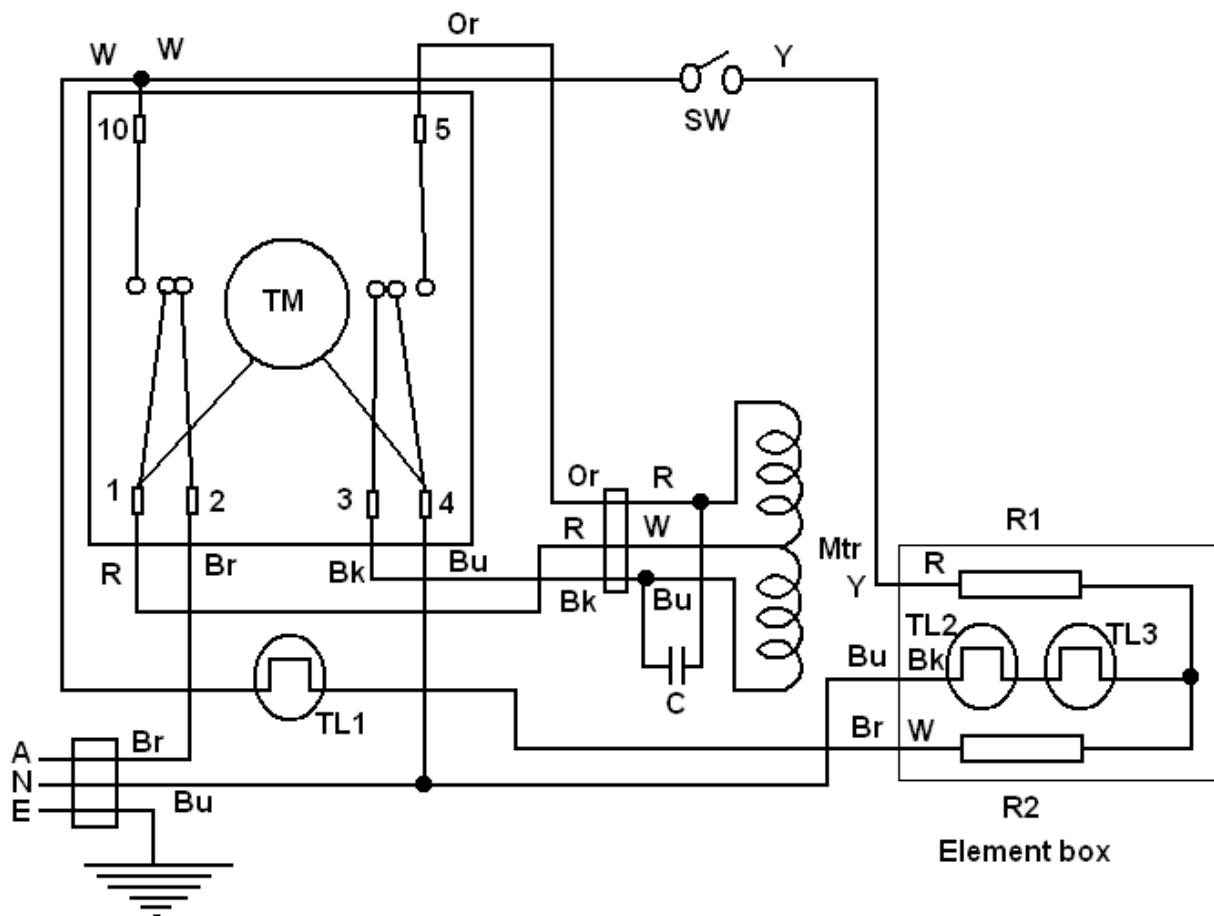 Or
W W
Y
SW
10 5
TM
1 2 3 4
Or R
R W
R1
R Br Bk Bu
Mtr
Bk Bu
Y R
TL2 TL3
Bu Bk
C
TL1
Br W
A Br
N
E Bu
R2
Element box